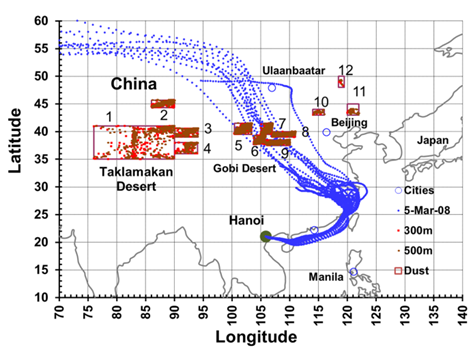 60
55
50
45
40
35
30
25
20
15
10
Latitude
70 75 80 85 90 95 100 105 110 115 120 125 130 135 140
Longitude
China
Ulaanbaatar
12
11
10
Beijing
1
2
3
4
5
6
7
8
9
Japan
Taklamakan
Desert
Gobi Desert
Hanoi
Manila
Cities
5-Mar-08
300m
500m
Dust